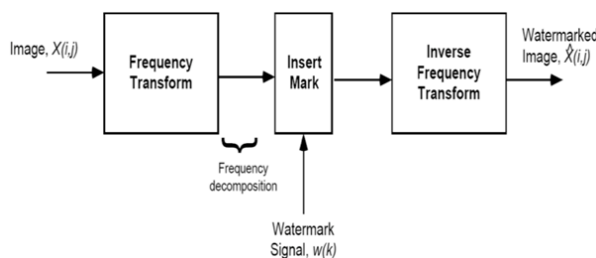 Image, X(i,j)
Frequency
Transform
Insert
Mark
Inverse
Frequency
Transform
Watermarked
Image, X̂(i,j)
Frequency
decomposition
Watermark
Signal, w(k)